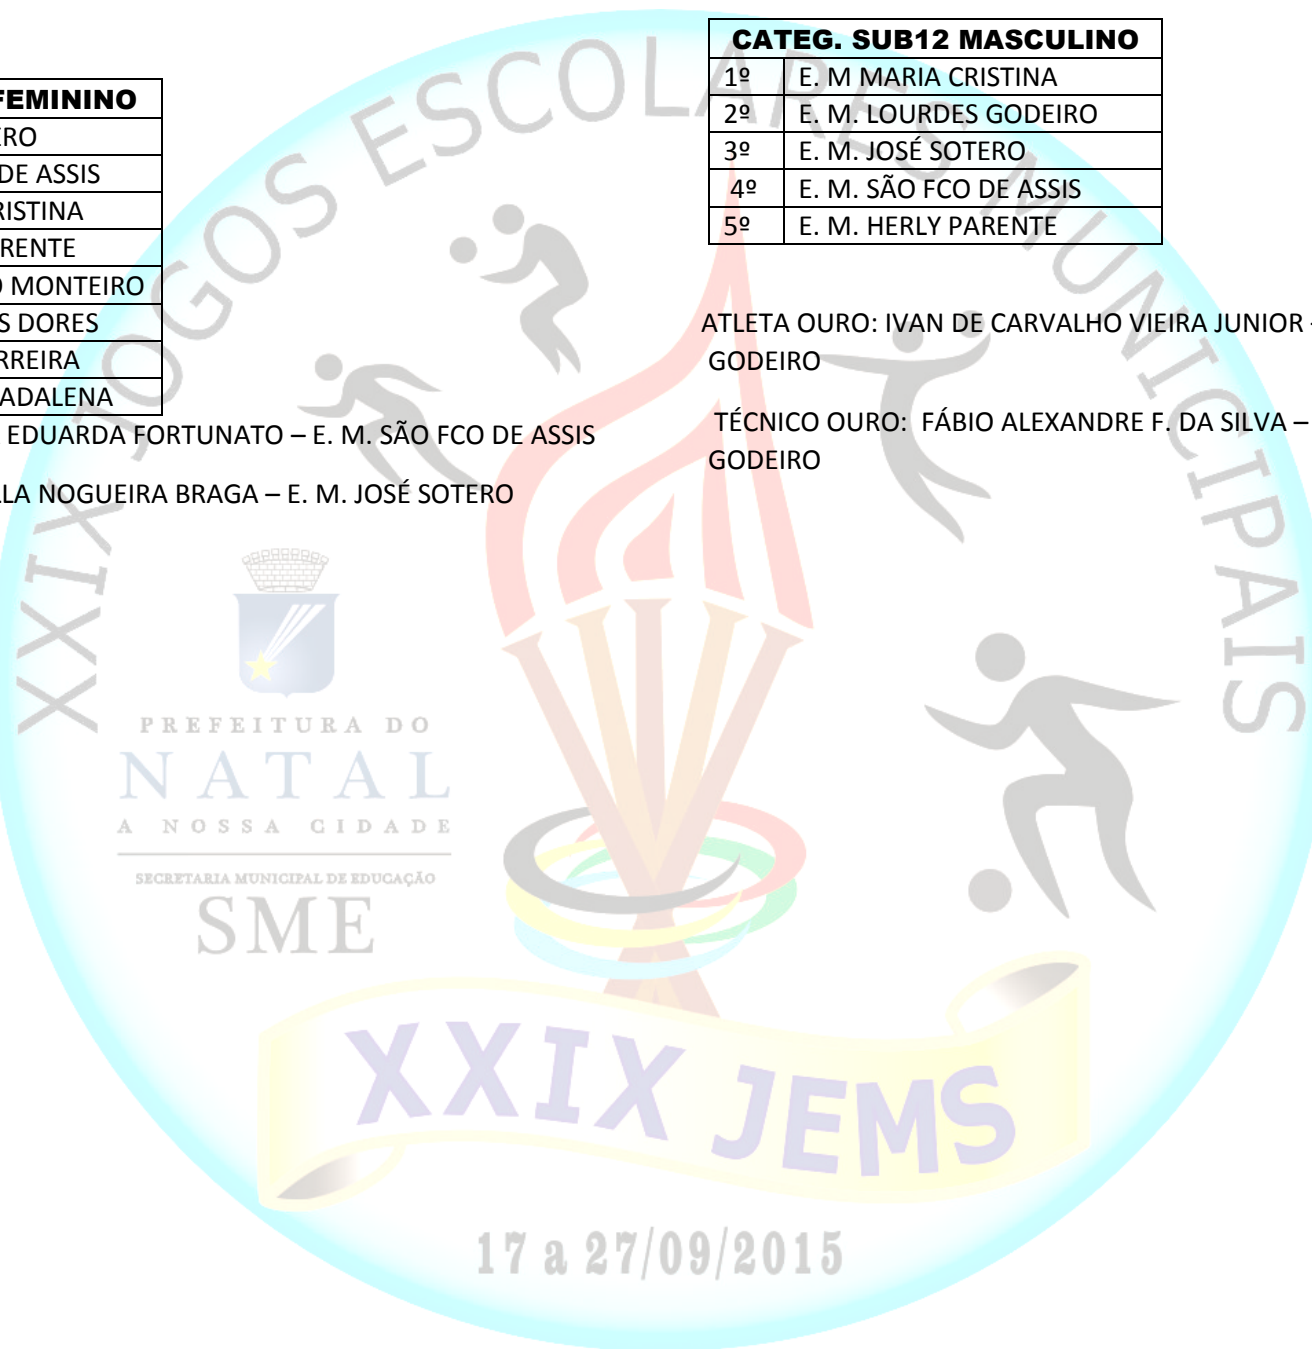 FEMININO
ERO
DE ASSIS
RISTINA
RENTE
O MONTEIRO
S DORES
RREIRA
ADALENA
EDUARDA FORTUNATO – E. M. SÃO FCO DE ASSIS
LA NOGUEIRA BRAGA – E. M. JOSÉ SOTERO
CATEG. SUB12 MASCULINO
1º E. M MARIA CRISTINA
2º E. M. LOURDES GODEIRO
3º E. M. JOSÉ SOTERO
4º E. M. SÃO FCO DE ASSIS
5º E. M. HERLY PARENTE
ATLETA OURO: IVAN DE CARVALHO VIEIRA JUNIOR -
GODEIRO
TÉCNICO OURO: FÁBIO ALEXANDRE F. DA SILVA –
GODEIRO
XXIX JOGOS ESCOLARES MUNICIPAIS
PREFEITURA DO
NATAL
A NOSSA CIDADE
SECRETARIA MUNICIPAL DE EDUCAÇÃO
SME
XXIX JEMS
17 a 27/09/2015